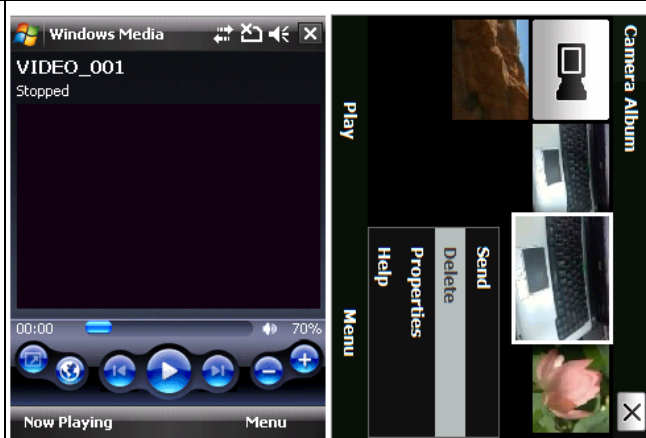 Windows Media
VIDEO_001
Stopped
00:00
70%
Now Playing
Menu
Camera Album
Send
Delete
Properties
Help
Play
Menu